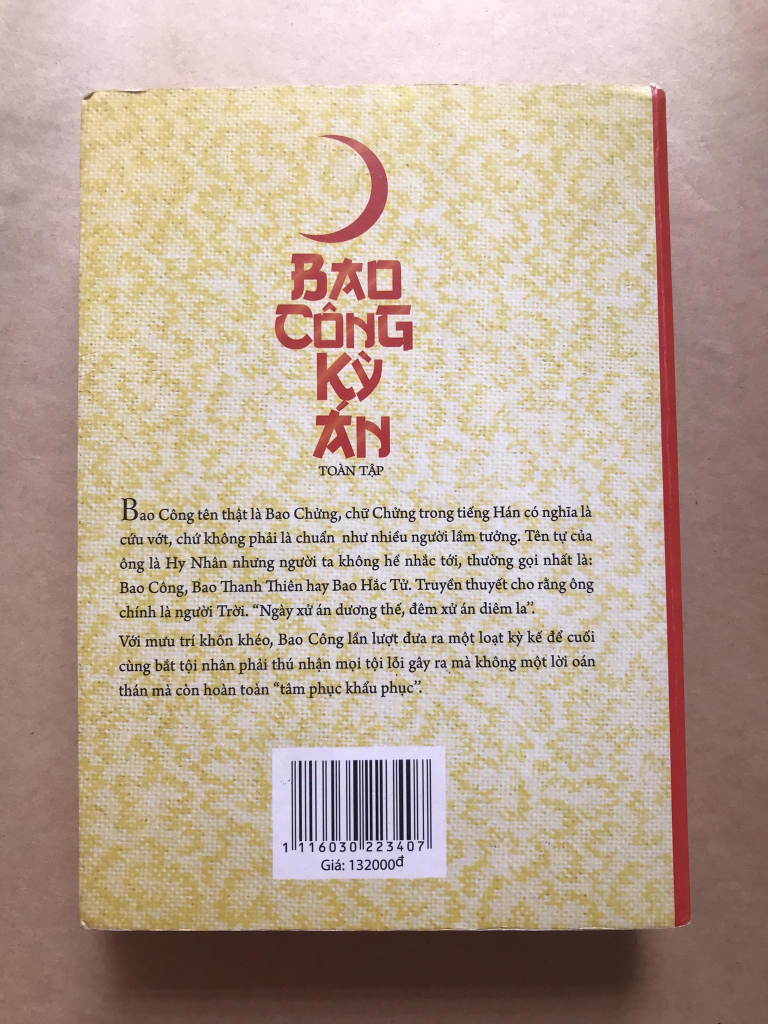 BAO
CÔNG
KỲ
ÁN
TOÀN TẬP
Bao Công tên thật là Bao Chửng, chữ Chửng trong tiếng Hán có nghĩa là
cứu vớt, chứ không phải là chuẩn như nhiều người lầm tưởng. Tên tự của
ông là Hy Nhân nhưng người ta không hề nhắc tới, thường gọi nhất là:
Bao Công, Bao Thanh Thiên hay Bao Hắc Tử. Truyền thuyết cho rằng ông
chính là người Trời. “Ngày xử án dương thế, đêm xử án diêm la”.
Với mưu trí khôn khéo, Bao Công lần lượt đưa ra một loạt kỳ kế để cuối
cùng bắt tội nhân phải thú nhận mọi tội lỗi gây ra mà không một lời oán
thán mà còn hoàn toàn “tâm phục khẩu phục”.
1 116030 223407
Giá: 132000đ